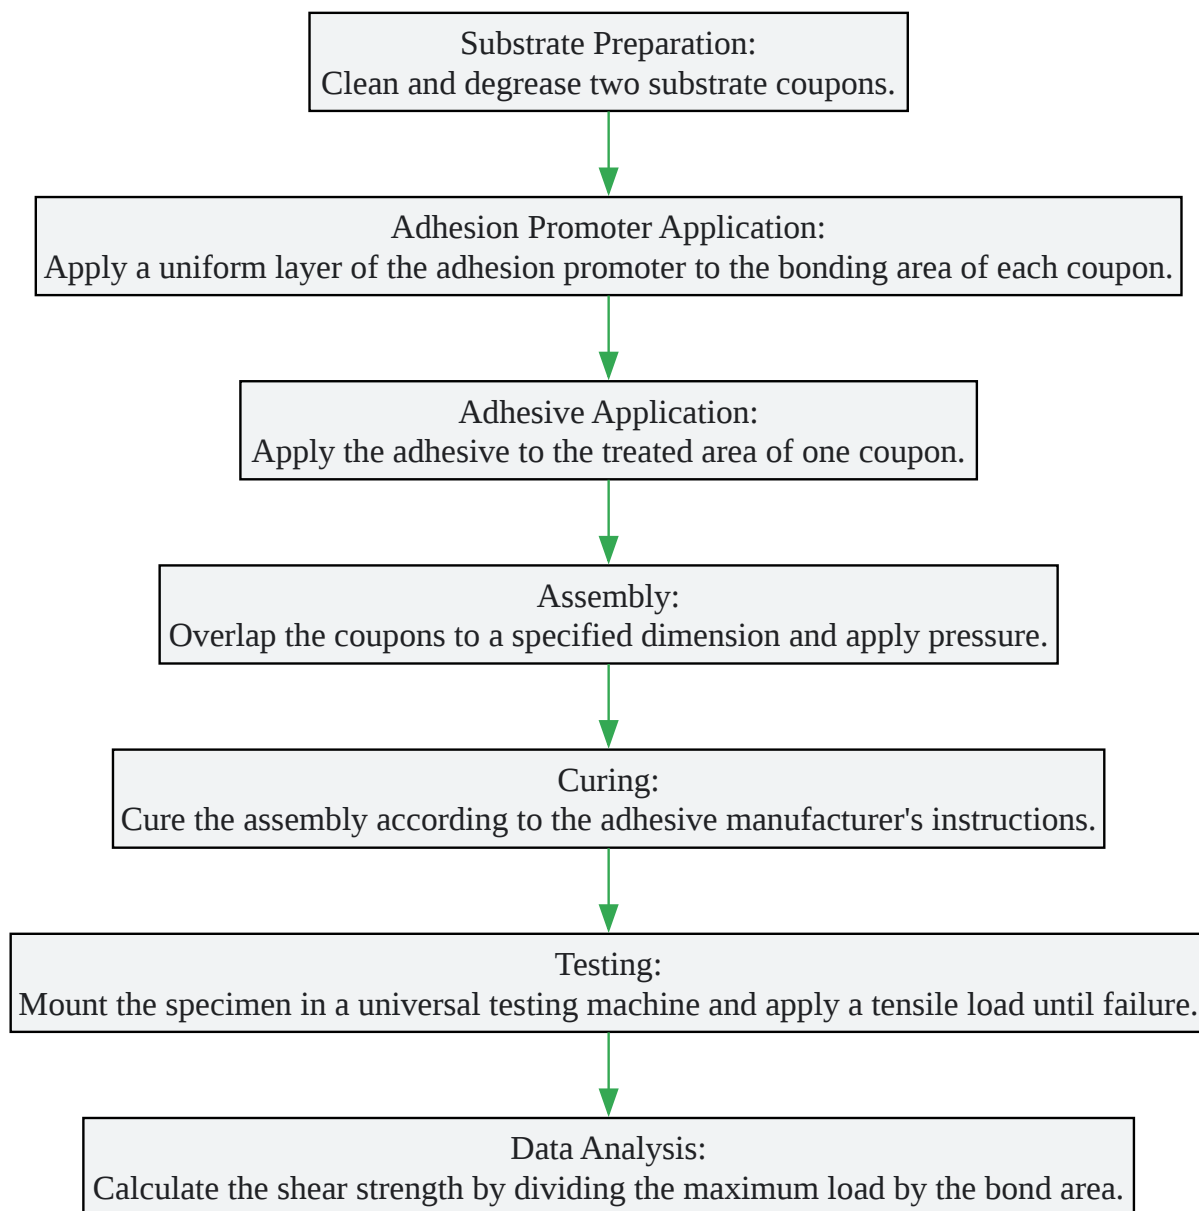 Substrate Preparation:
Clean and degrease two substrate coupons.
Adhesion Promoter Application:
Apply a uniform layer of the adhesion promoter to the bonding area of each coupon.
Adhesive Application:
Apply the adhesive to the treated area of one coupon.
Assembly:
Overlap the coupons to a specified dimension and apply pressure.
Curing:
Cure the assembly according to the adhesive manufacturer's instructions.
Testing:
Mount the specimen in a universal testing machine and apply a tensile load until failure.
Data Analysis:
Calculate the shear strength by dividing the maximum load by the bond area.